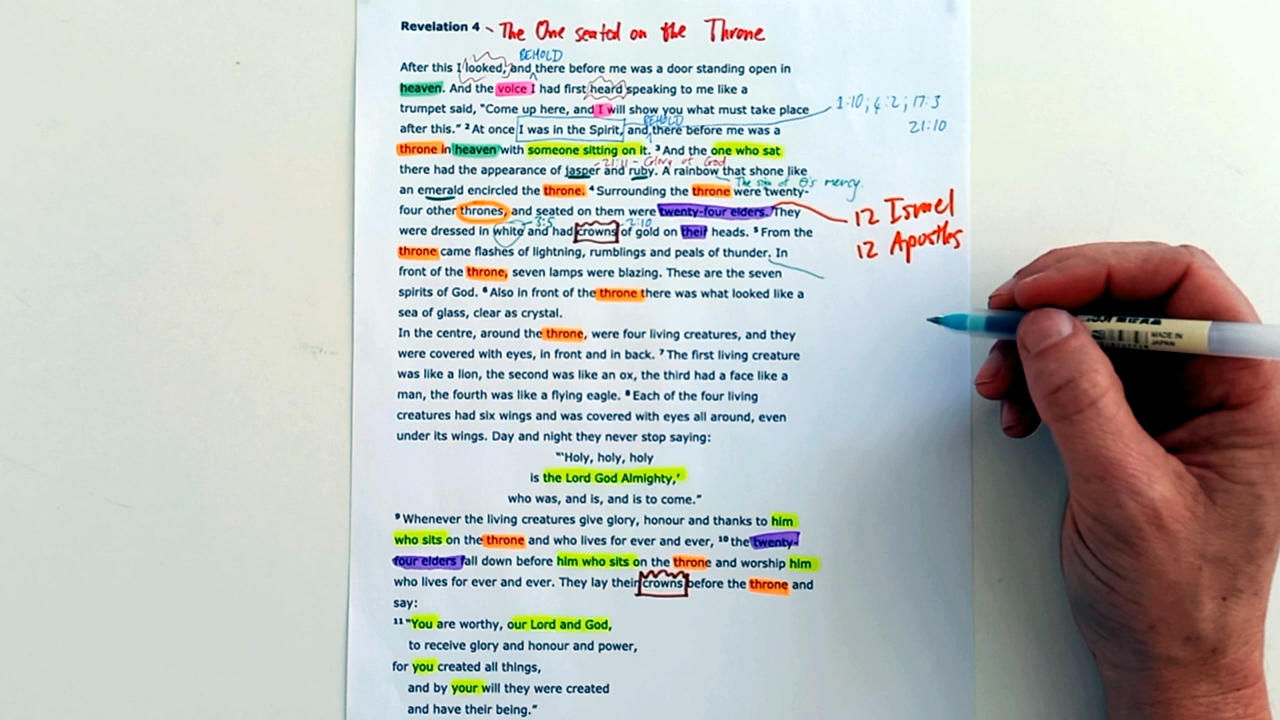 Revelation 4 - The One seated on the Throne
BEHOLD
After this I looked, and there before me was a door standing open in
heaven. And the voice I had first heard speaking to me like a
trumpet said, "Come up here, and I will show you what must take place
1:10; 4:2; 17:3
21:10
BEHOLD
after this." ²At once I was in the Spirit, and there before me was a
throne in heaven with someone sitting on it. ³And the one who sat
21:11 - Glory of God
there had the appearance of jasper and ruby. A rainbow that shone like
The sign of θ's mercy.
an emerald encircled the throne. ⁴Surrounding the throne were twenty-
four other thrones, and seated on them were twenty-four elders. They
12 Israel
12 Apostles
3:5
2:10
were dressed in white and had crowns of gold on their heads. ⁵From the
throne came flashes of lightning, rumblings and peals of thunder. In
front of the throne, seven lamps were blazing. These are the seven
spirits of God. ⁶Also in front of the throne there was what looked like a
sea of glass, clear as crystal.
In the centre, around the throne, were four living creatures, and they
were covered with eyes, in front and in back. ⁷The first living creature
was like a lion, the second was like an ox, the third had a face like a
man, the fourth was like a flying eagle. ⁸Each of the four living
creatures had six wings and was covered with eyes all around, even
under its wings. Day and night they never stop saying:
"'Holy, holy, holy
is the Lord God Almighty,'
who was, and is, and is to come."
⁹Whenever the living creatures give glory, honour and thanks to him
who sits on the throne and who lives for ever and ever, ¹⁰the twenty-
four elders fall down before him who sits on the throne and worship him
who lives for ever and ever. They lay their crowns before the throne and
say:
¹¹"You are worthy, our Lord and God,
to receive glory and honour and power,
for you created all things,
and by your will they were created
and have their being."
MADE IN
JAPAN